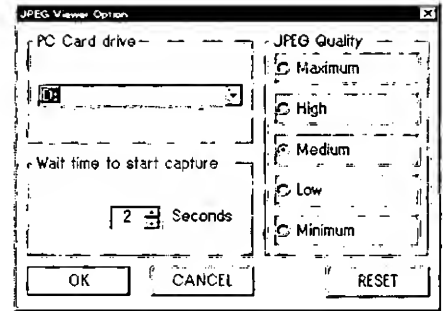 JPEG Viewer Option
PC Card drive
D:
Wait time to start capture
2 Seconds
JPEG Quality
Maximum
High
Medium
Low
Minimum
OK
CANCEL
RESET